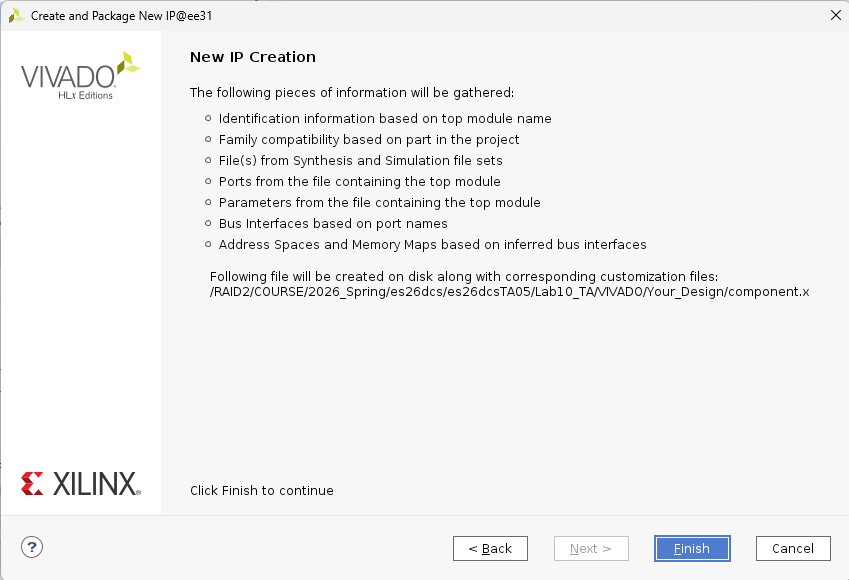 Create and Package New IP@ee31
VIVADO
HLx Editions
New IP Creation
The following pieces of information will be gathered:
Identification information based on top module name
Family compatibility based on part in the project
File(s) from Synthesis and Simulation file sets
Ports from the file containing the top module
Parameters from the file containing the top module
Bus Interfaces based on port names
Address Spaces and Memory Maps based on inferred bus interfaces
Following file will be created on disk along with corresponding customization files:
/RAID2/COURSE/2026_Spring/es26dcs/es26dcsTA05/Lab10_TA/VIVADO/Your_Design/component.x
XILINX
Click Finish to continue
?
< Back
Next >
Finish
Cancel